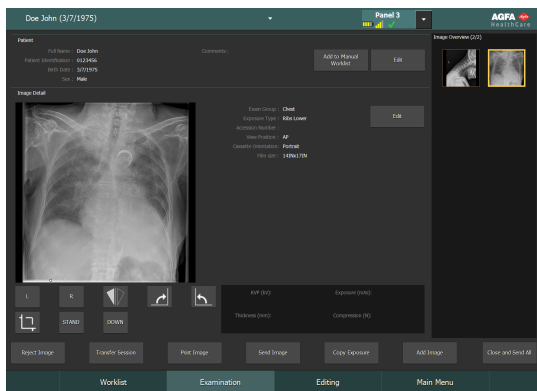 Doe John (3/7/1975)
Panel 3
AGFA
HealthCare
Patient
Full Name : Doe John
Patient Identification : 0123456
Birth Date : 3/7/1975
Sex : Male
Comments :
Add to Manual
Worklist
Edit
Image Overview (2/2)
Image Detail
Exam Group : Chest
Exposure Type : Ribs Lower
Accession Number :
View Position : AP
Cassette Orientation : Portrait
Film size : 14INx17IN
Edit
L
R
STAND
DOWN
KVP (kV):
Exposure (mAs):
Thickness (mm):
Compression (N):
Reject Image
Transfer Session
Print Image
Send Image
Copy Exposure
Add Image
Close and Send All
Worklist
Examination
Editing
Main Menu